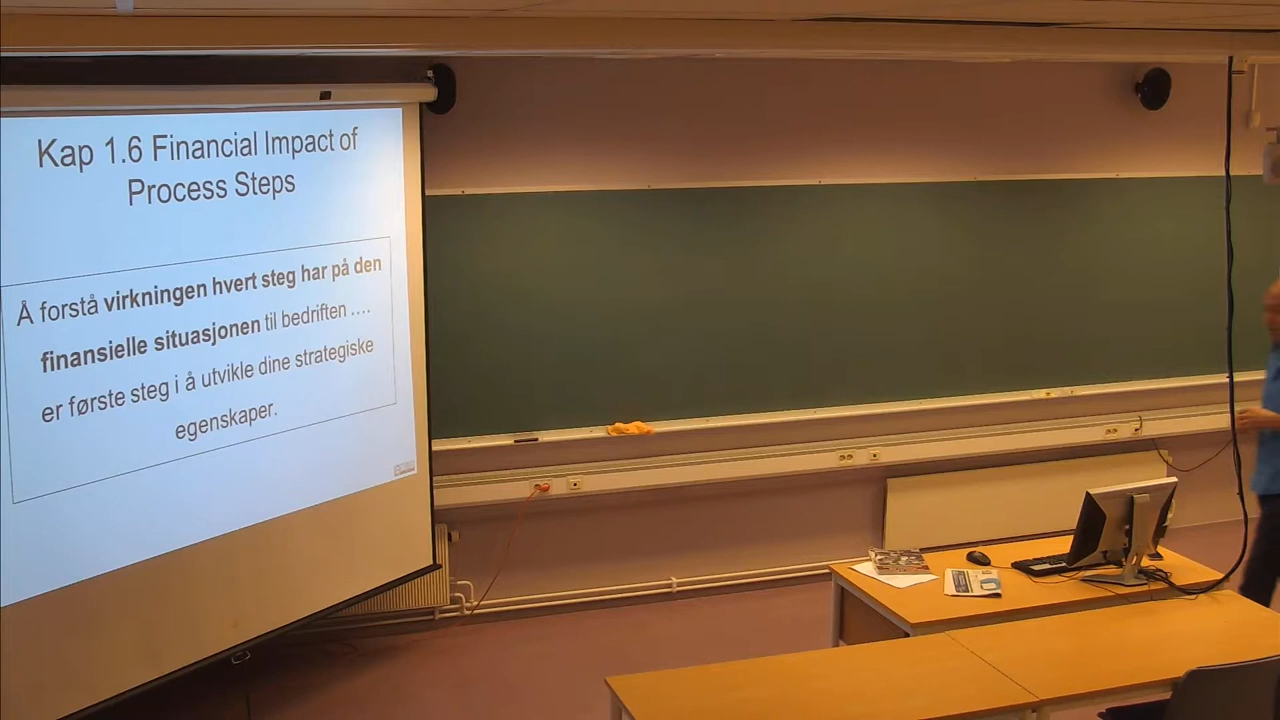 Kap 1.6 Financial Impact of
Process Steps
Å forstå virkningen hvert steg har på den
finansielle situasjonen til bedriften ....
er første steg i å utvikle dine strategiske
egenskaper.